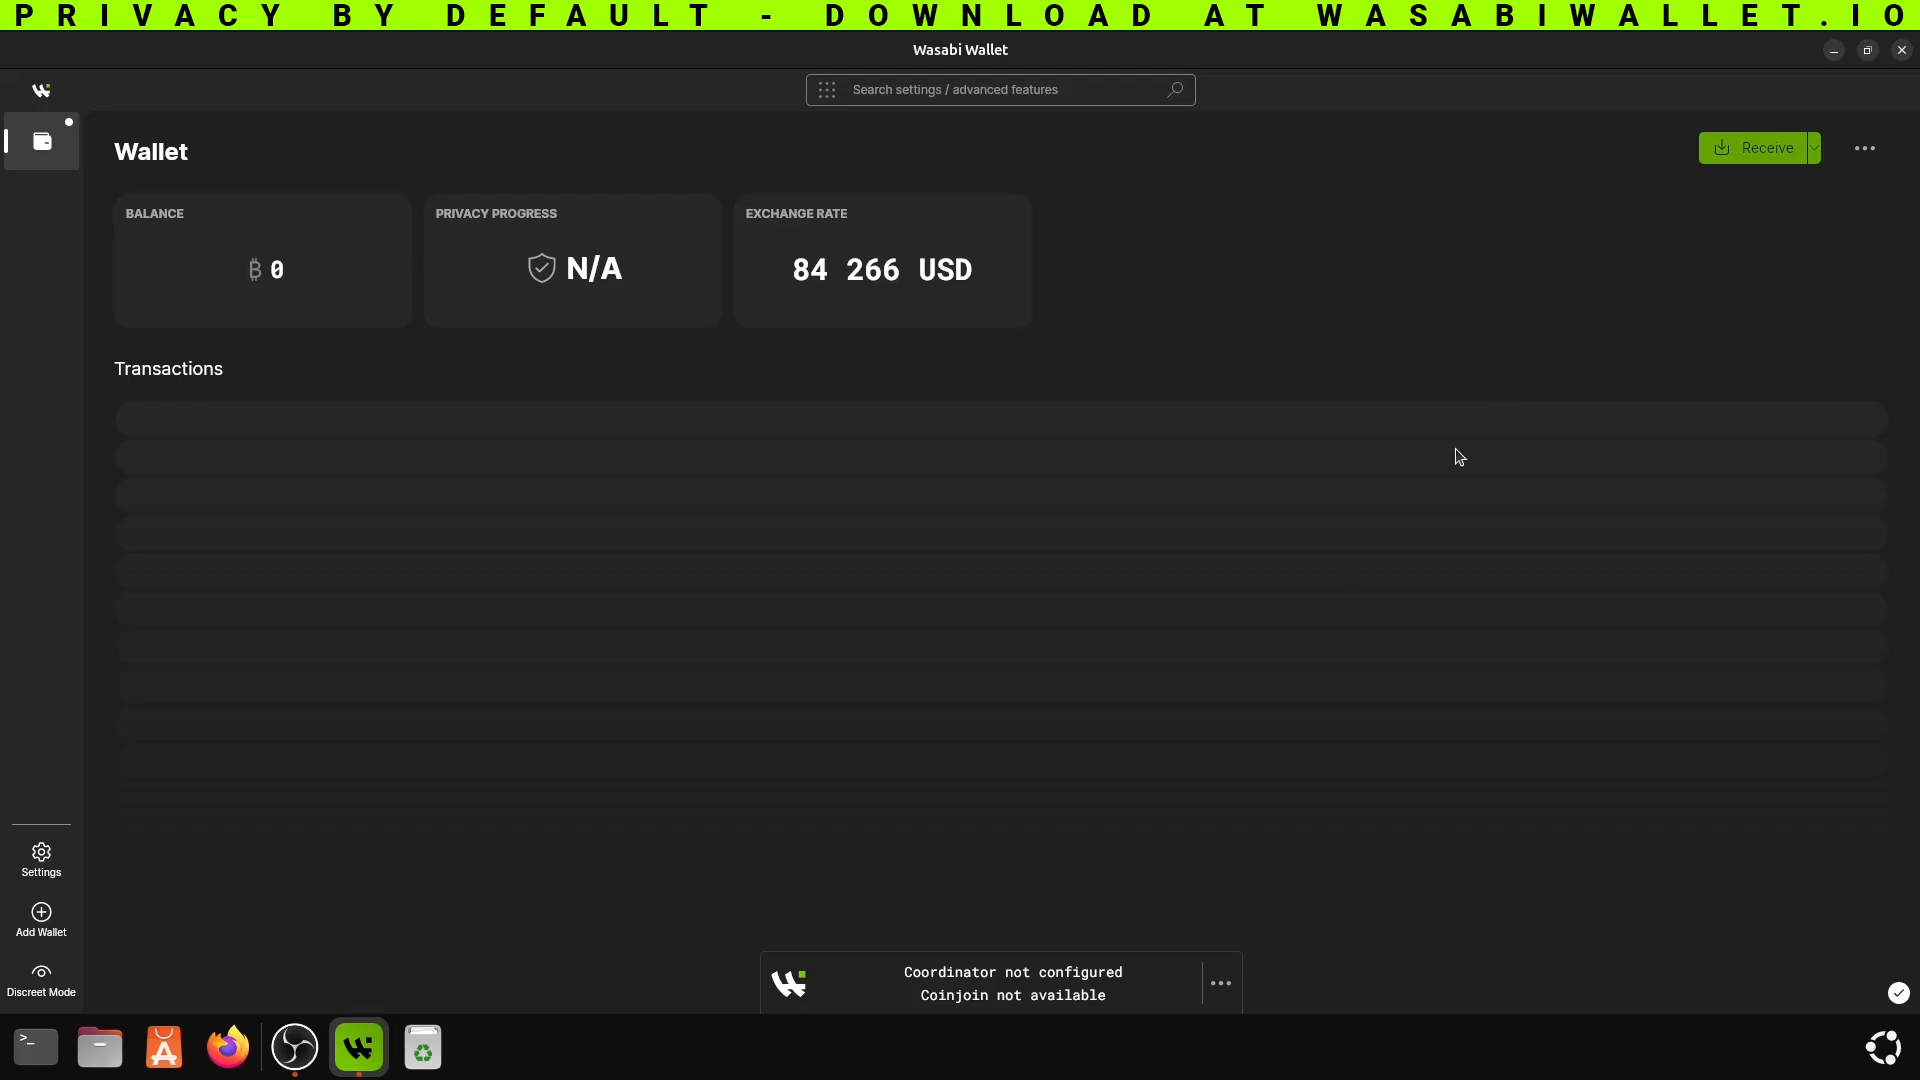 PRIVACY BY DEFAULT - DOWNLOAD AT WASABIWALLET.IO
Wasabi Wallet
Search settings / advanced features
Wallet
Receive
BALANCE
PRIVACY PROGRESS
EXCHANGE RATE
₿ 0
N/A
84 266 USD
Transactions
Settings
Add Wallet
Discreet Mode
Coordinator not configured
Coinjoin not available